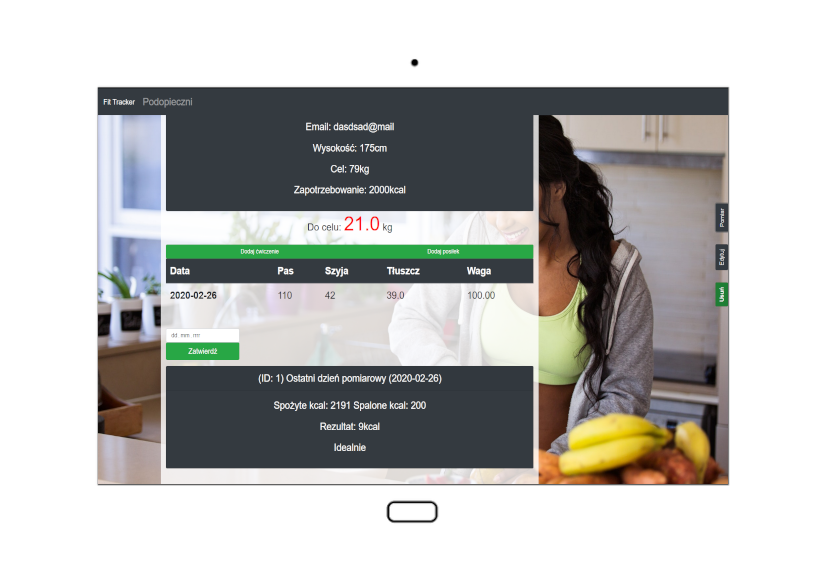 Fit Tracker Podopieczni
Email: dasdsad@mail
Wysokość: 175cm
Cel: 79kg
Zapotrzebowanie: 2000kcal
Do celu: 21.0 kg
Dodaj ćwiczenie Dodaj posiłek
Data Pas Szyja Tłuszcz Waga
2020-02-26 110 42 39.0 100.00
dd.mm.rrrr
Zatwierdź
(ID: 1) Ostatni dzień pomiarowy (2020-02-26)
Spożyte kcal: 2191 Spalone kcal: 200
Rezultat: 9kcal
Idealnie
Pomiar
Edytuj
Usuń